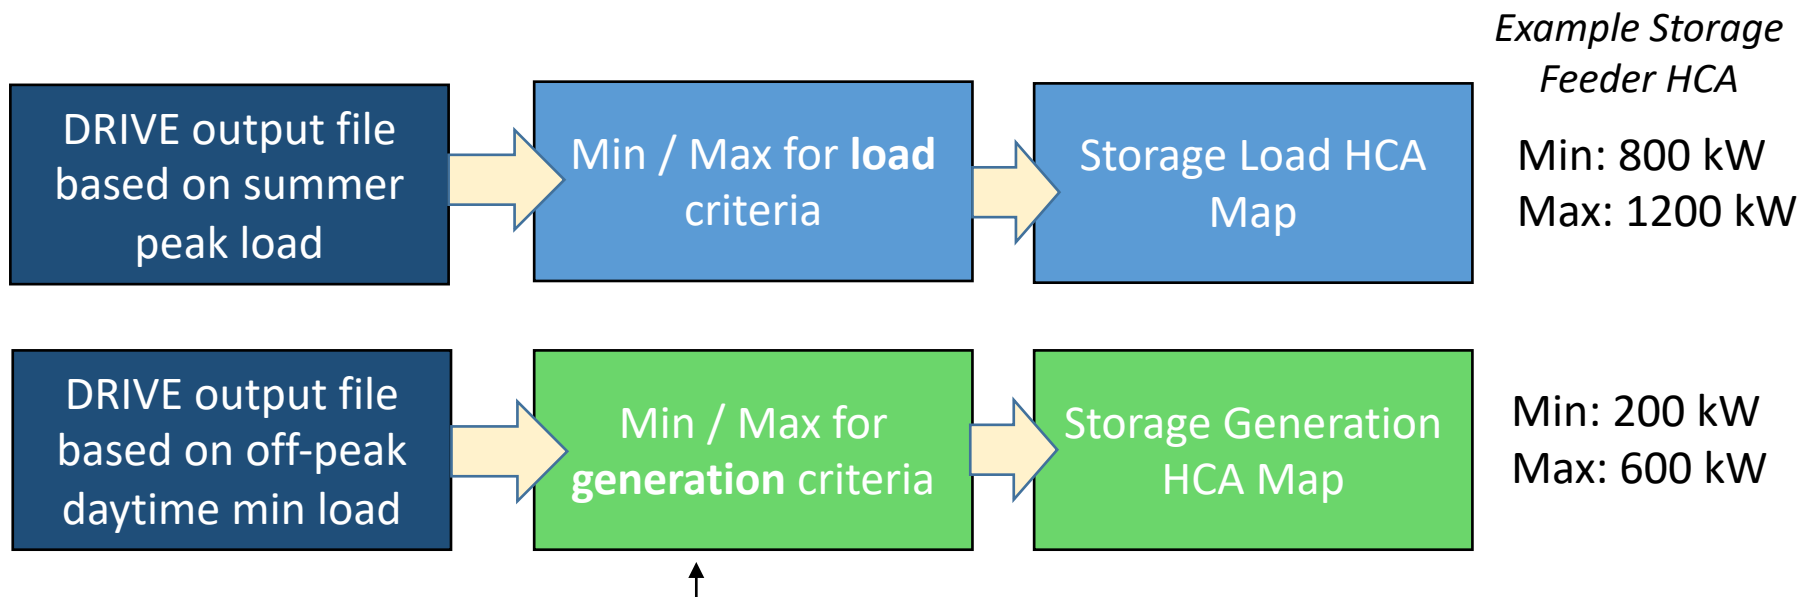 Example Storage
Feeder HCA
DRIVE output file
based on summer
peak load
Min / Max for load
criteria
Storage Load HCA
Map
Min: 800 kW
Max: 1200 kW
DRIVE output file
based on off-peak
daytime min load
Min / Max for
generation criteria
Storage Generation
HCA Map
Min: 200 kW
Max: 600 kW